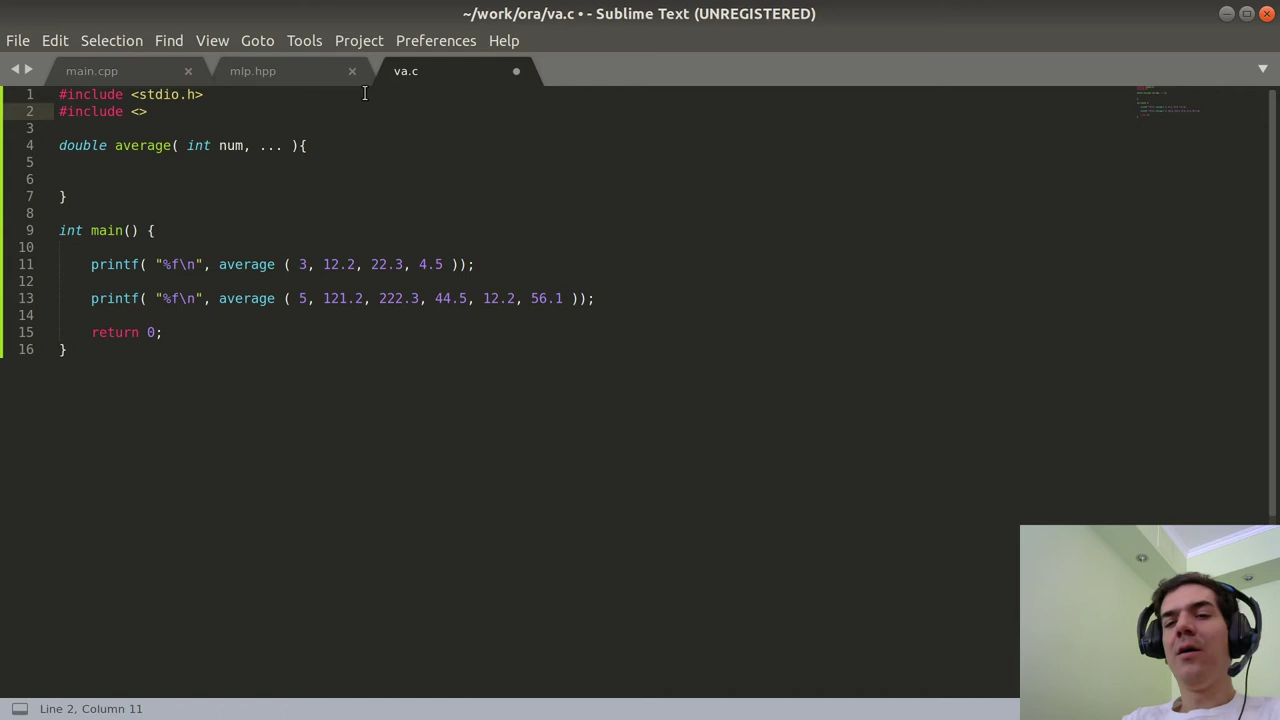 ~/work/ora/va.c • - Sublime Text (UNREGISTERED)
File Edit Selection Find View Goto Tools Project Preferences Help
main.cpp mlp.hpp va.c
1 #include <stdio.h>
2 #include <>
3
4 double average( int num, ... ){
5
6
7 }
8
9 int main() {
10
11 printf( "%f\n", average ( 3, 12.2, 22.3, 4.5 ));
12
13 printf( "%f\n", average ( 5, 121.2, 222.3, 44.5, 12.2, 56.1 ));
14
15 return 0;
16 }
Line 2, Column 11